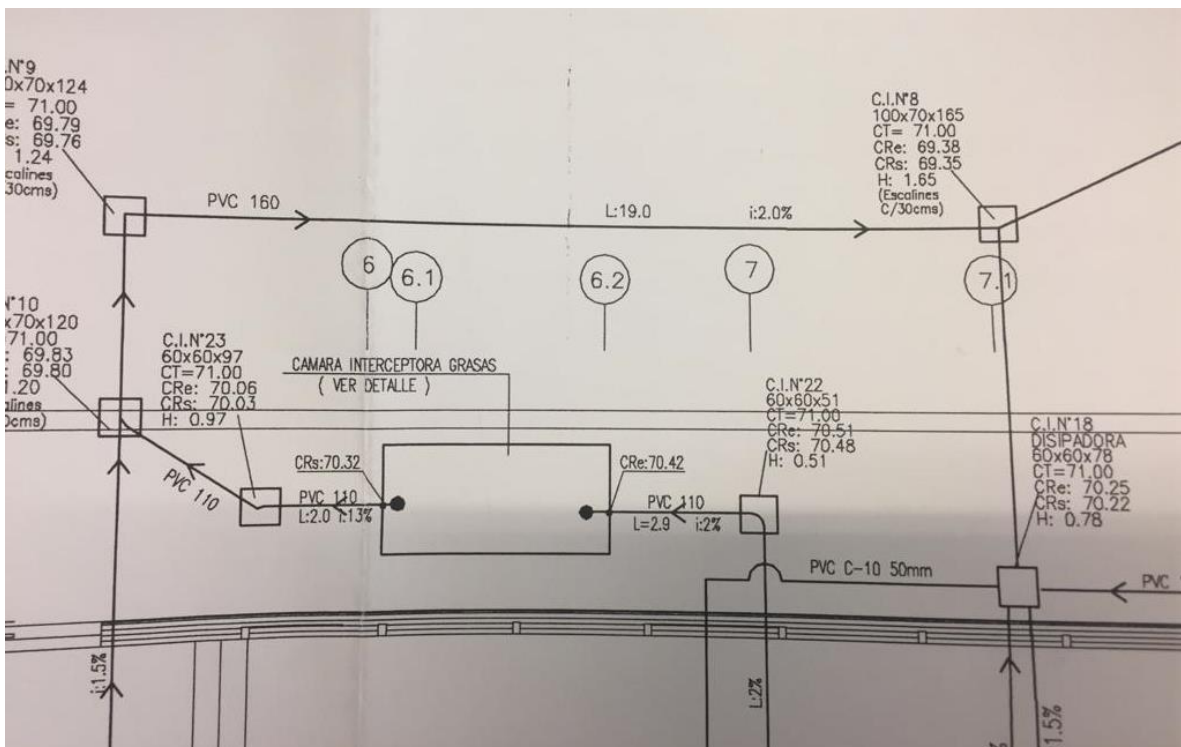 .I.N°9
0x70x124
= 71.00
e: 69.79
s: 69.76
1.24
calines
30cms)
PVC 160
L:19.0
i:2.0%
C.I.N°8
100x70x165
CT= 71.00
CRe: 69.38
CRs: 69.35
H: 1.65
(Escalines
C/30cms)
6
6.1
6.2
7
7.1
N°10
x70x120
71.00
: 69.83
: 69.80
1.20
alines
0cms)
C.I.N°23
60x60x97
CT=71.00
CRe: 70.06
CRs: 70.03
H: 0.97
CAMARA INTERCEPTORA GRASAS
( VER DETALLE )
C.I.N°22
60x60x51
CT=71.00
CRe: 70.51
CRs: 70.48
H: 0.51
C.I.N°18
DISIPADORA
60x60x78
CT=71.00
CRe: 70.25
CRs: 70.22
H: 0.78
PVC 110
CRs:70.32
PVC 110
L:2.0 i:13%
CRe:70.42
PVC 110
L=2.9 i:2%
PVC C-10 50mm
PVC
i:1.5%
L:2%
%
1.5%